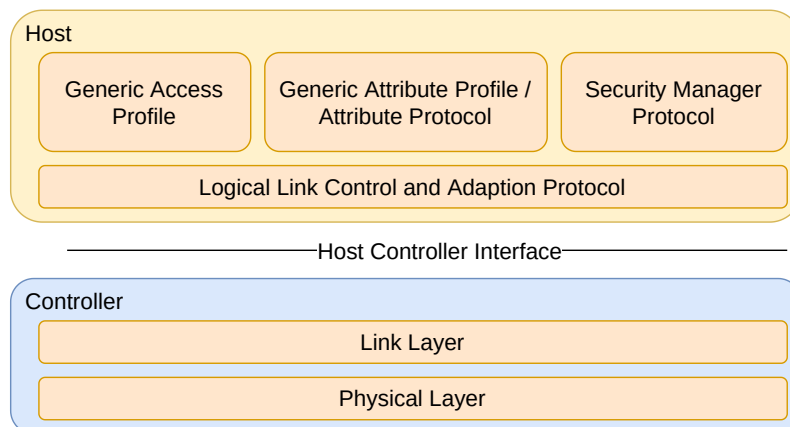 Host
Generic Access
Profile
Generic Attribute Profile /
Attribute Protocol
Security Manager
Protocol
Logical Link Control and Adaption Protocol
Host Controller Interface
Controller
Link Layer
Physical Layer